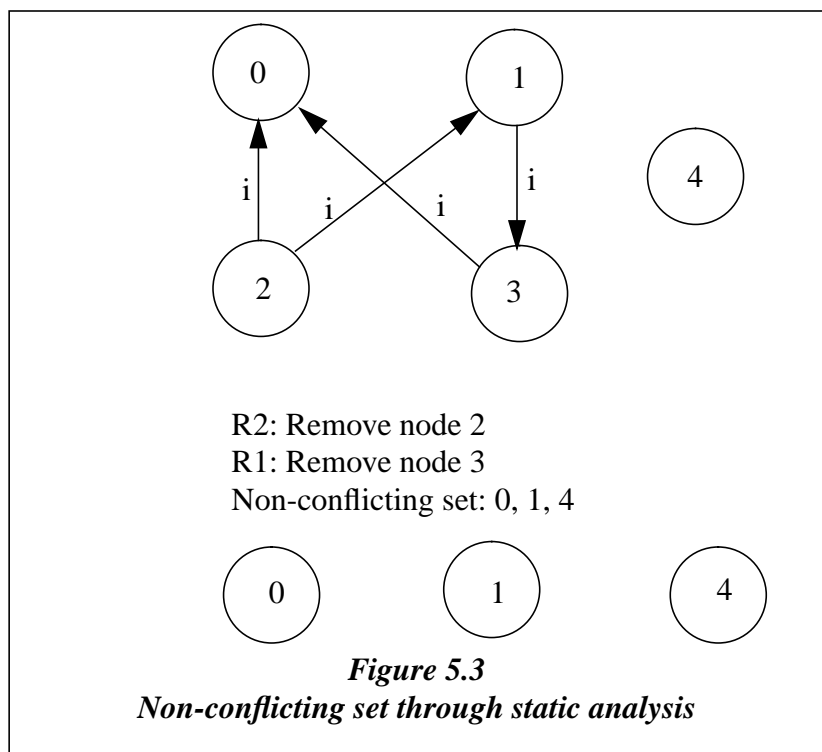 0
1
4
i
i
i
i
2
3
R2: Remove node 2
R1: Remove node 3
Non-conflicting set: 0, 1, 4
0
1
4
Figure 5.3
Non-conflicting set through static analysis